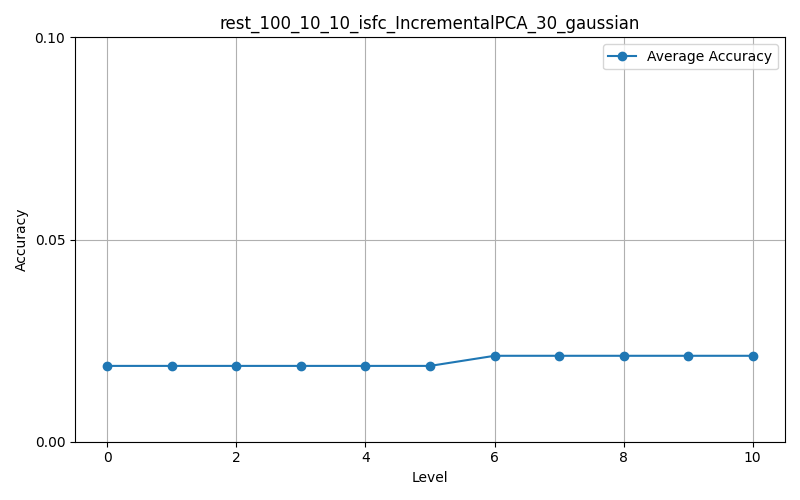 rest_100_10_10_isfc_IncrementalPCA_30_gaussian
Average Accuracy
0.10
0.05
0.00
Accuracy
0 2 4 6 8 10
Level